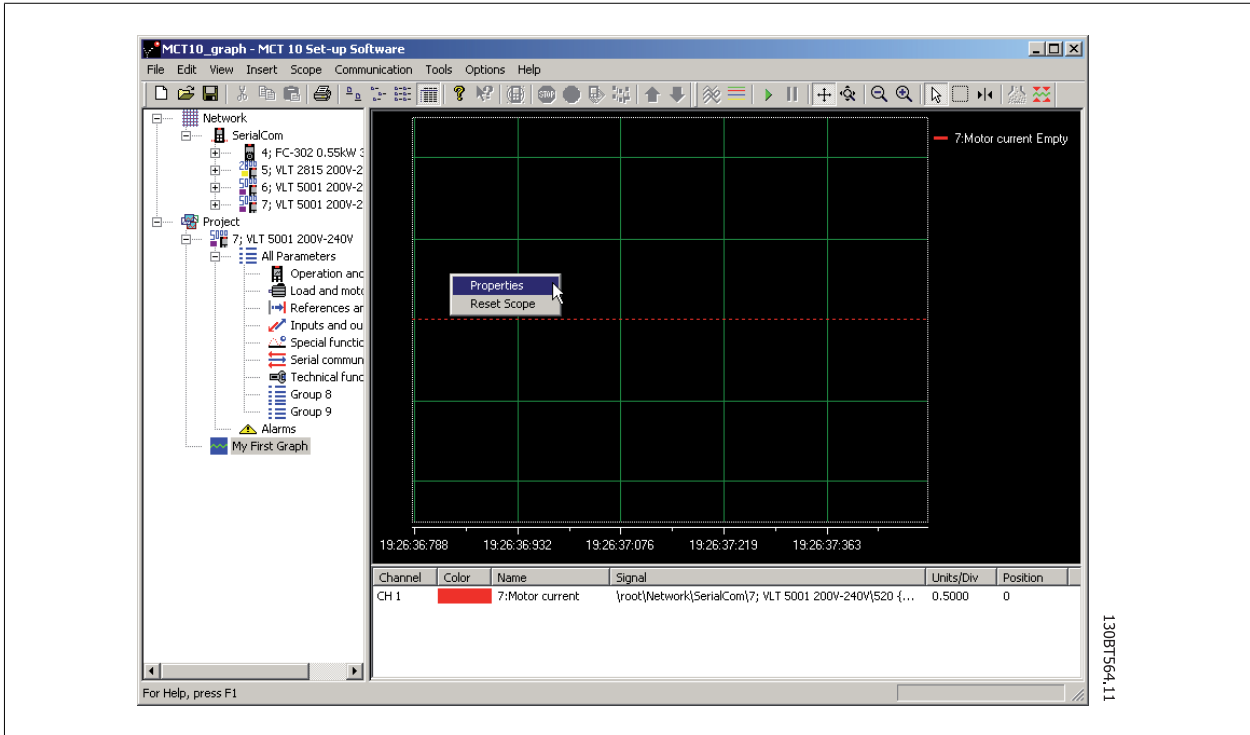 MCT10_graph - MCT 10 Set-up Software
File Edit View Insert Scope Communication Tools Options Help
Network
SerialCom
4; FC-302 0.55kW 3
5; VLT 2815 200V-2
6; VLT 5001 200V-2
7; VLT 5001 200V-2
Project
7; VLT 5001 200V-240V
All Parameters
Operation and
Load and moto
References ar
Inputs and ou
Special functic
Serial commun
Technical func
Group 8
Group 9
Alarms
My First Graph
7:Motor current Empty
Properties
Reset Scope
19:26:36:788 19:26:36:932 19:26:37:076 19:26:37:219 19:26:37:363
Channel Color Name Signal Units/Div Position
CH 1 7:Motor current \root\Network\SerialCom\7; VLT 5001 200V-240V\520 {... 0.5000 0
For Help, press F1
130BT564.11